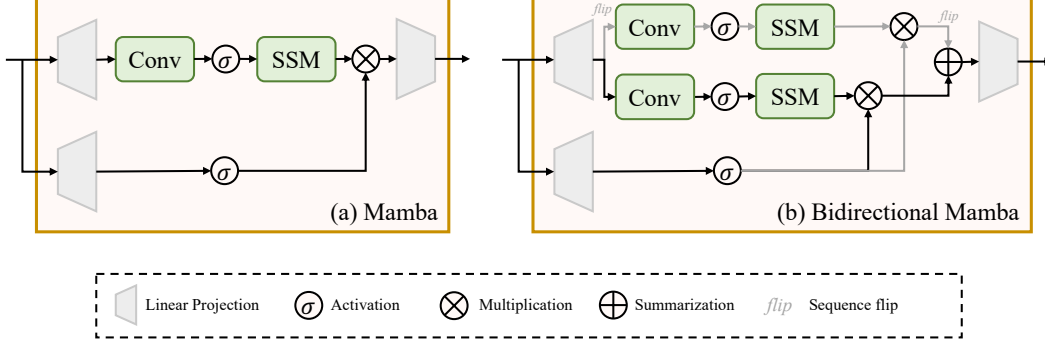 flip
Conv
σ
SSM
flip
Conv
σ
SSM
Conv
σ
SSM
σ
σ
(a) Mamba
(b) Bidirectional Mamba
Linear Projection
σ
Activation
Multiplication
Summarization
flip
Sequence flip